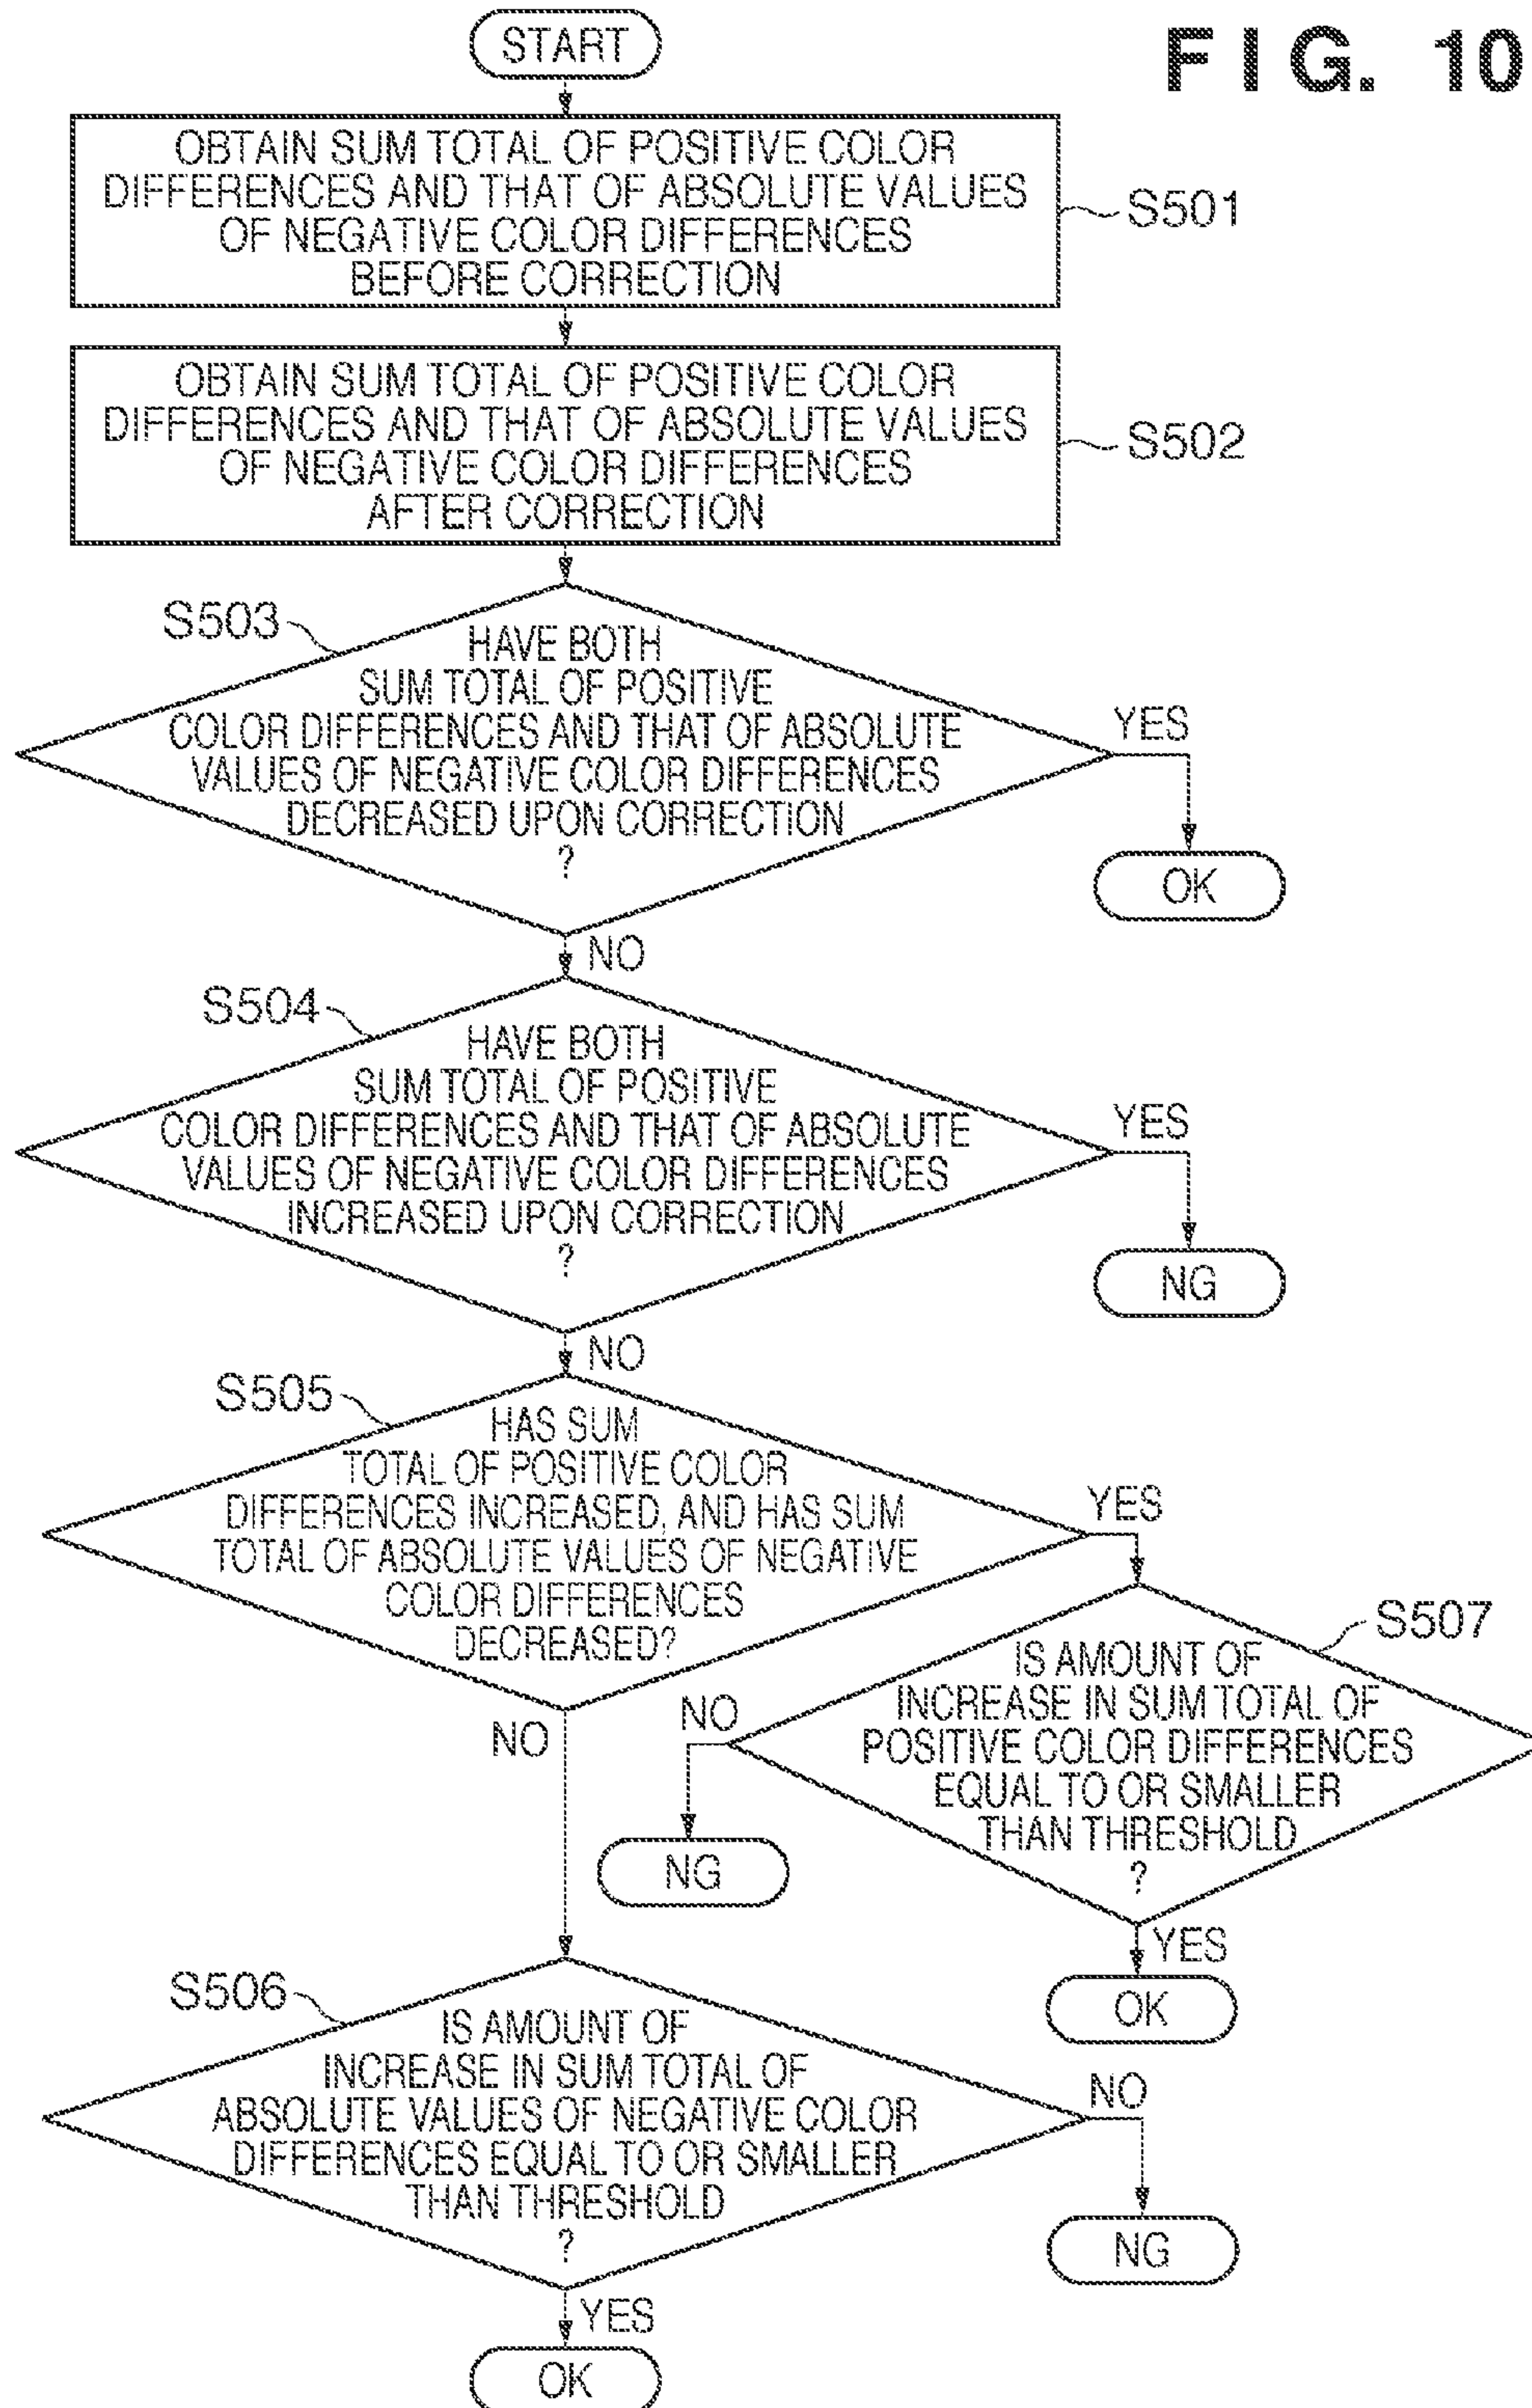 FIG. 10
START
OBTAIN SUM TOTAL OF POSITIVE COLOR
DIFFERENCES AND THAT OF ABSOLUTE VALUES
OF NEGATIVE COLOR DIFFERENCES
BEFORE CORRECTION
S501
OBTAIN SUM TOTAL OF POSITIVE COLOR
DIFFERENCES AND THAT OF ABSOLUTE VALUES
OF NEGATIVE COLOR DIFFERENCES
AFTER CORRECTION
S502
S503
HAVE BOTH
SUM TOTAL OF POSITIVE
COLOR DIFFERENCES AND THAT OF ABSOLUTE
VALUES OF NEGATIVE COLOR DIFFERENCES
DECREASED UPON CORRECTION
?
YES
OK
NO
S504
HAVE BOTH
SUM TOTAL OF POSITIVE
COLOR DIFFERENCES AND THAT OF ABSOLUTE
VALUES OF NEGATIVE COLOR DIFFERENCES
INCREASED UPON CORRECTION
?
YES
NG
NO
S505
HAS SUM
TOTAL OF POSITIVE COLOR
DIFFERENCES INCREASED, AND HAS SUM
TOTAL OF ABSOLUTE VALUES OF NEGATIVE
COLOR DIFFERENCES
DECREASED?
YES
NO
S507
IS AMOUNT OF
INCREASE IN SUM TOTAL OF
POSITIVE COLOR DIFFERENCES
EQUAL TO OR SMALLER
THAN THRESHOLD
?
NO
NG
YES
OK
S506
IS AMOUNT OF
INCREASE IN SUM TOTAL OF
ABSOLUTE VALUES OF NEGATIVE COLOR
DIFFERENCES EQUAL TO OR SMALLER
THAN THRESHOLD
?
NO
NG
YES
OK